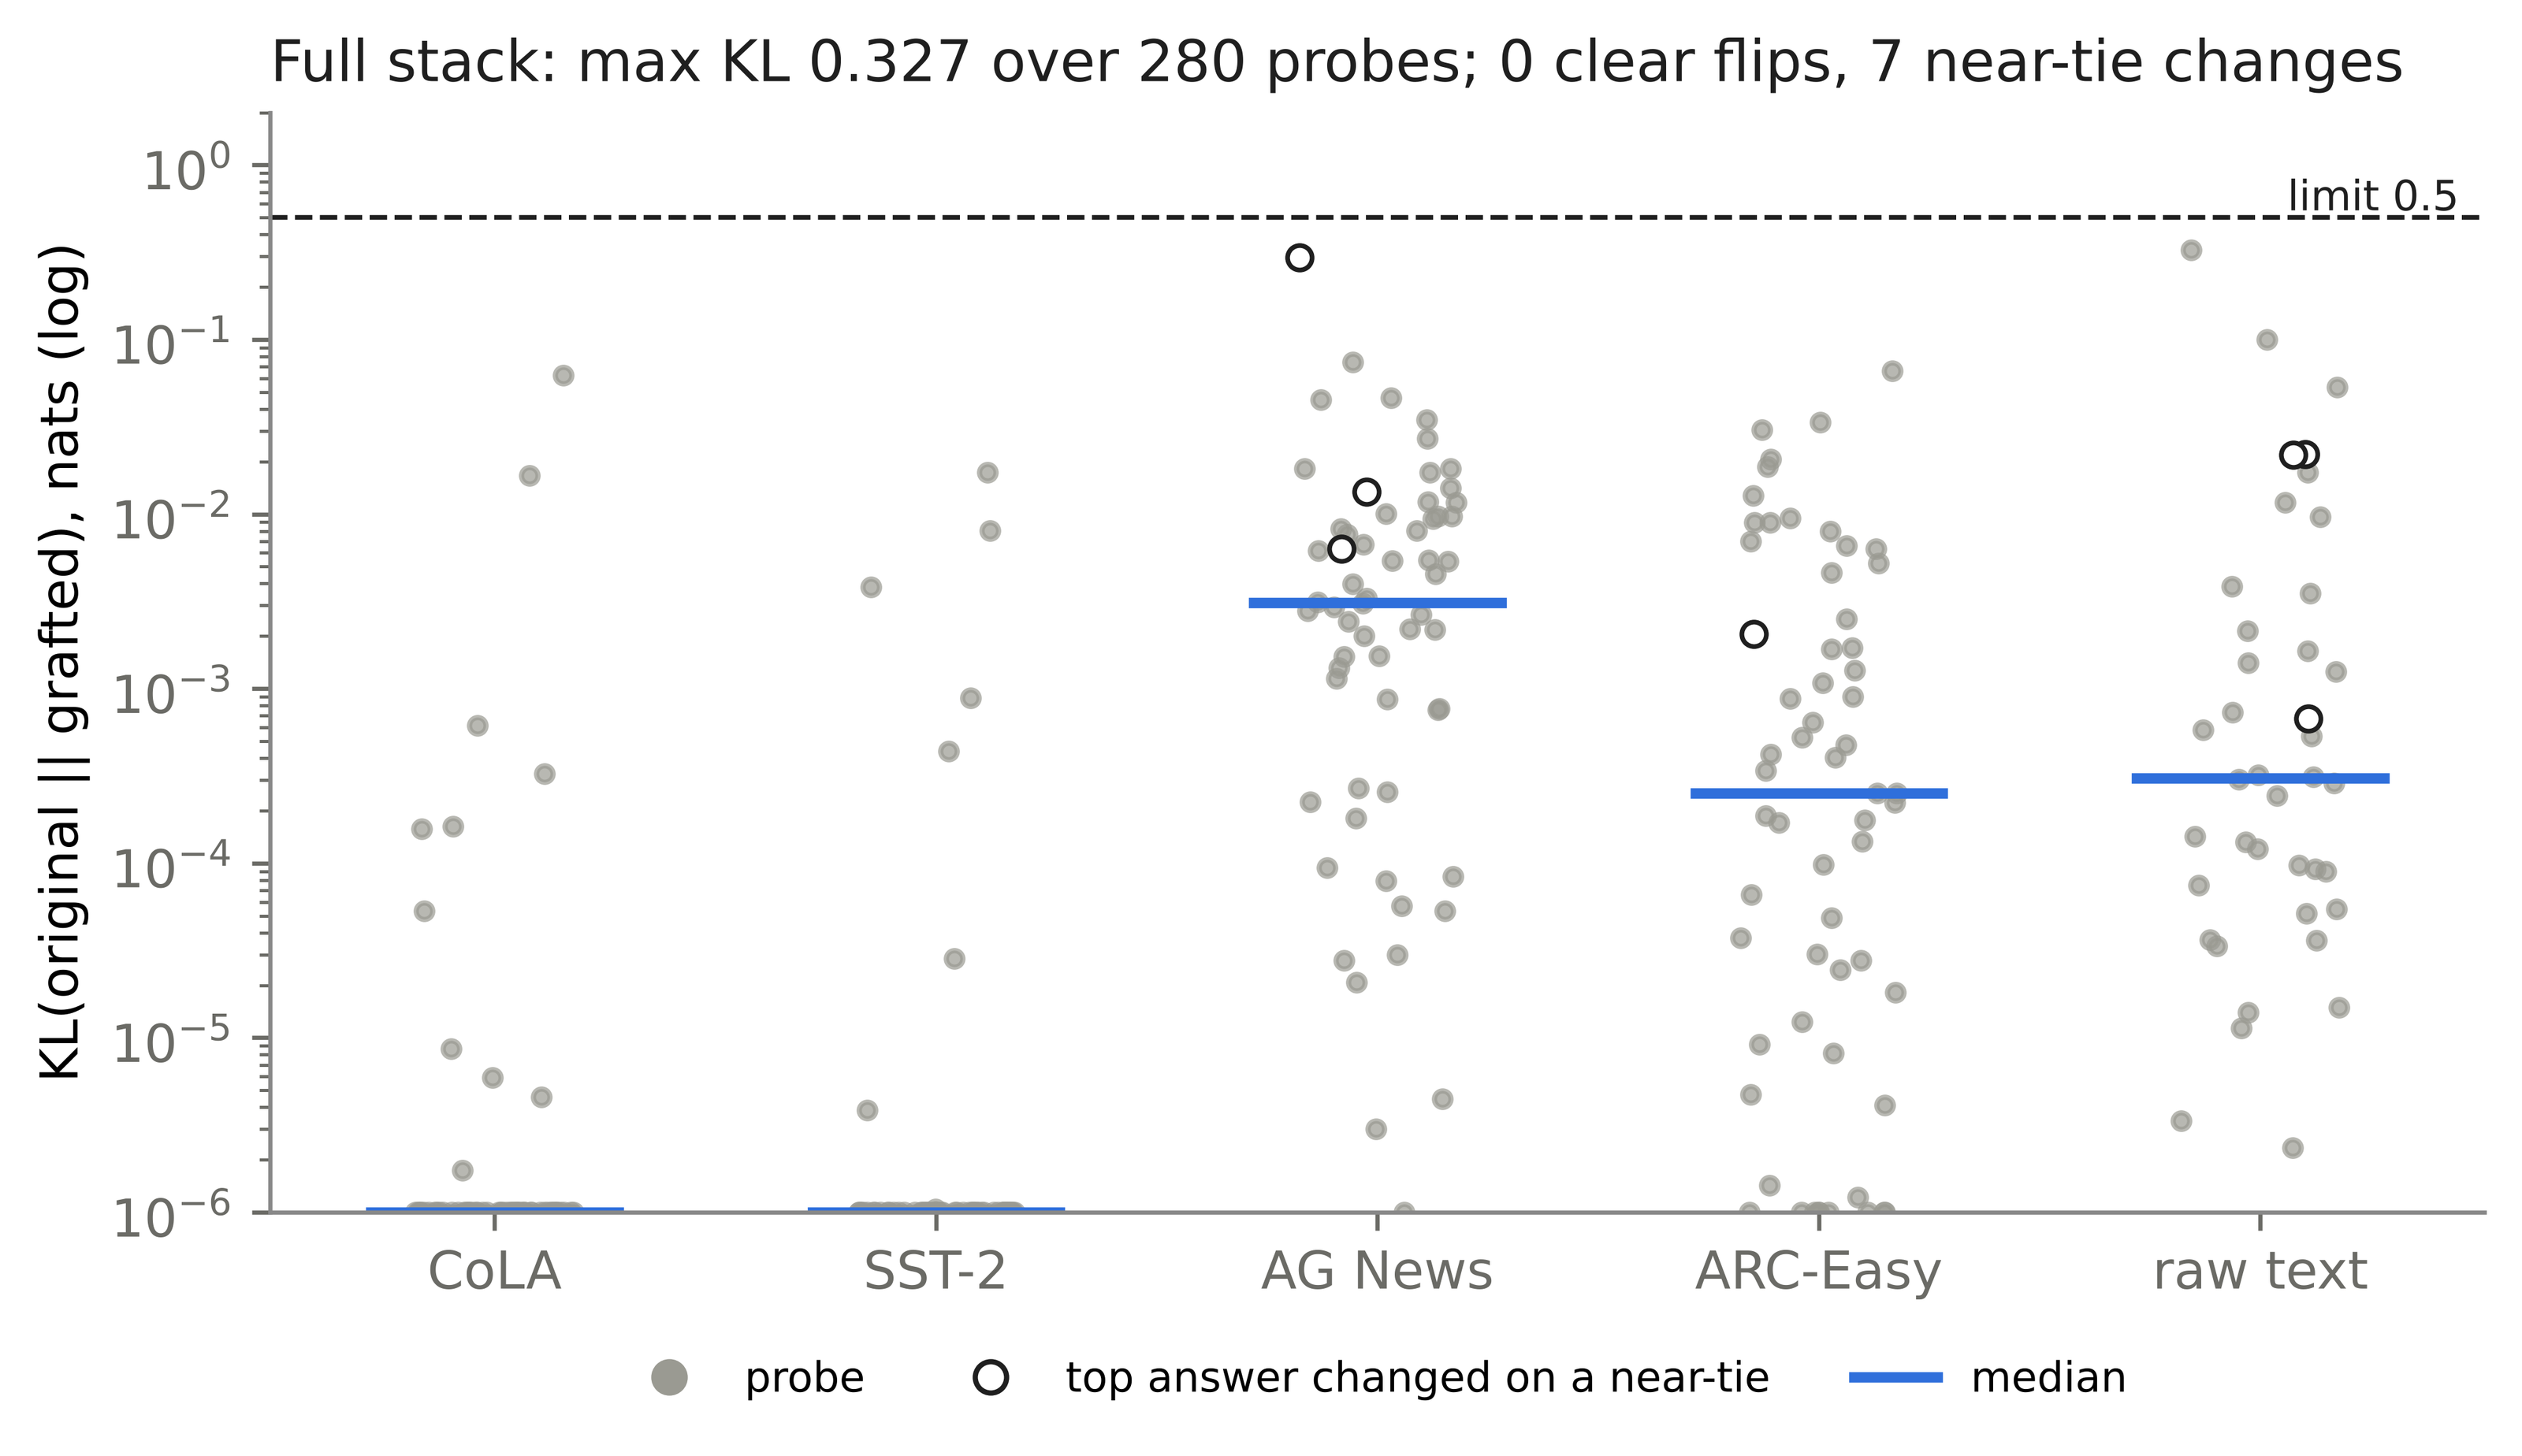 Full stack: max KL 0.327 over 280 probes; 0 clear flips, 7 near-tie changes
KL(original || grafted), nats (log)
10⁰
10⁻¹
10⁻²
10⁻³
10⁻⁴
10⁻⁵
10⁻⁶
limit 0.5
CoLA
SST-2
AG News
ARC-Easy
raw text
probe
top answer changed on a near-tie
median